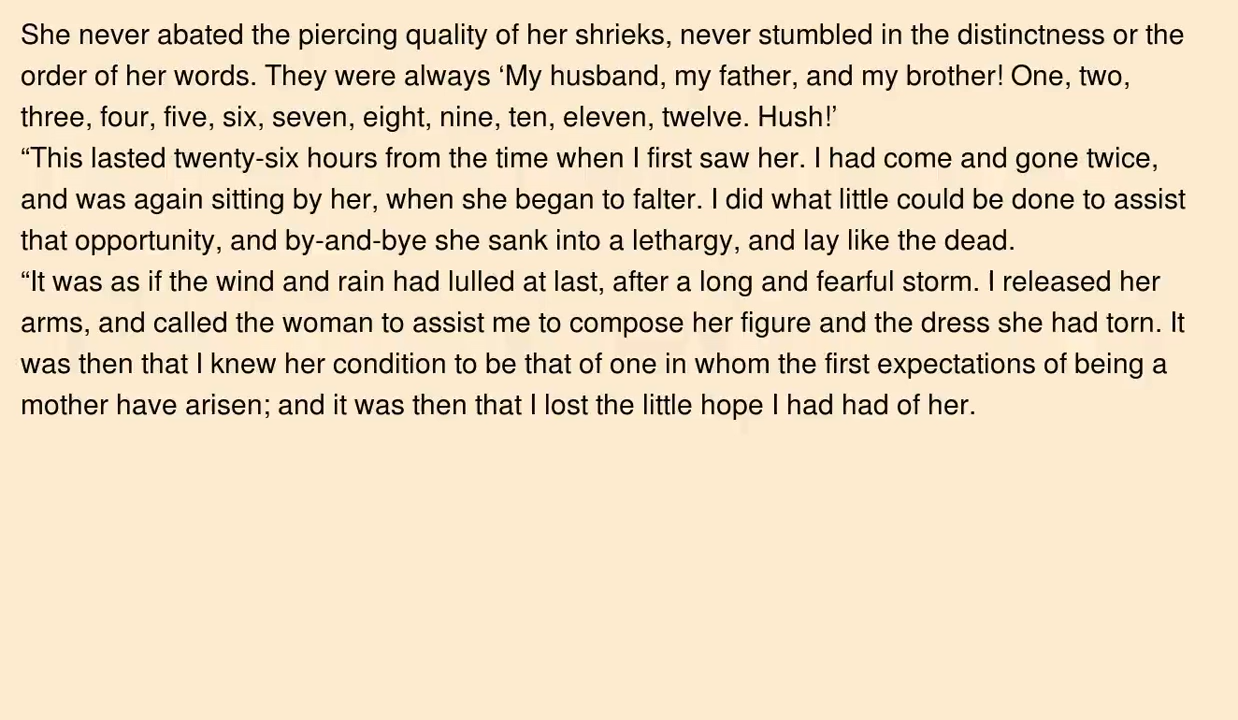 She never abated the piercing quality of her shrieks, never stumbled in the distinctness or the
order of her words. They were always ‘My husband, my father, and my brother! One, two,
three, four, five, six, seven, eight, nine, ten, eleven, twelve. Hush!’
“This lasted twenty-six hours from the time when I first saw her. I had come and gone twice,
and was again sitting by her, when she began to falter. I did what little could be done to assist
that opportunity, and by-and-bye she sank into a lethargy, and lay like the dead.
“It was as if the wind and rain had lulled at last, after a long and fearful storm. I released her
arms, and called the woman to assist me to compose her figure and the dress she had torn. It
was then that I knew her condition to be that of one in whom the first expectations of being a
mother have arisen; and it was then that I lost the little hope I had had of her.